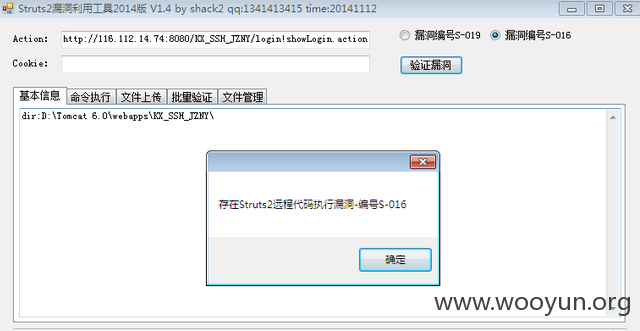 Struts2漏洞利用工具2014版 V1.4 by shack2 qq:1341413415 time:20141112
Action: http://116.112.14.74:8080/KX_SSH_JZNY/login!showLogin.action 漏洞编号S-019 漏洞编号S-016
Cookie: 验证漏洞
基本信息 命令执行 文件上传 批量验证 文件管理
dir:D:\Tomcat 6.0\webapps\KX_SSH_JZNY\
存在Struts2远程代码执行漏洞-编号S-016
确定
www.wooyun.org